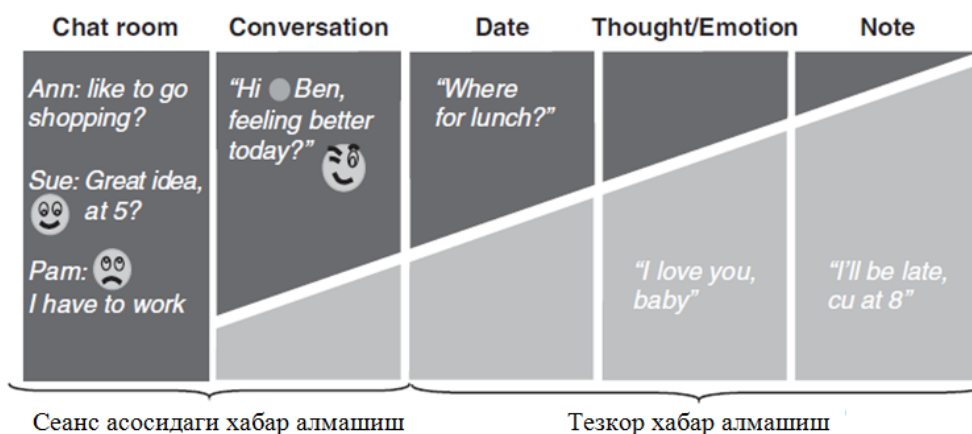 Chat room
Conversation
Date
Thought/Emotion
Note
Ann: like to go
shopping?
Sue: Great idea,
at 5?
Pam:
I have to work
“Hi Ben,
feeling better
today?”
“Where
for lunch?”
“I love you,
baby”
“I’ll be late,
cu at 8”
Сеанс асосидаги хабар алмашиш
Тезкор хабар алмашиш